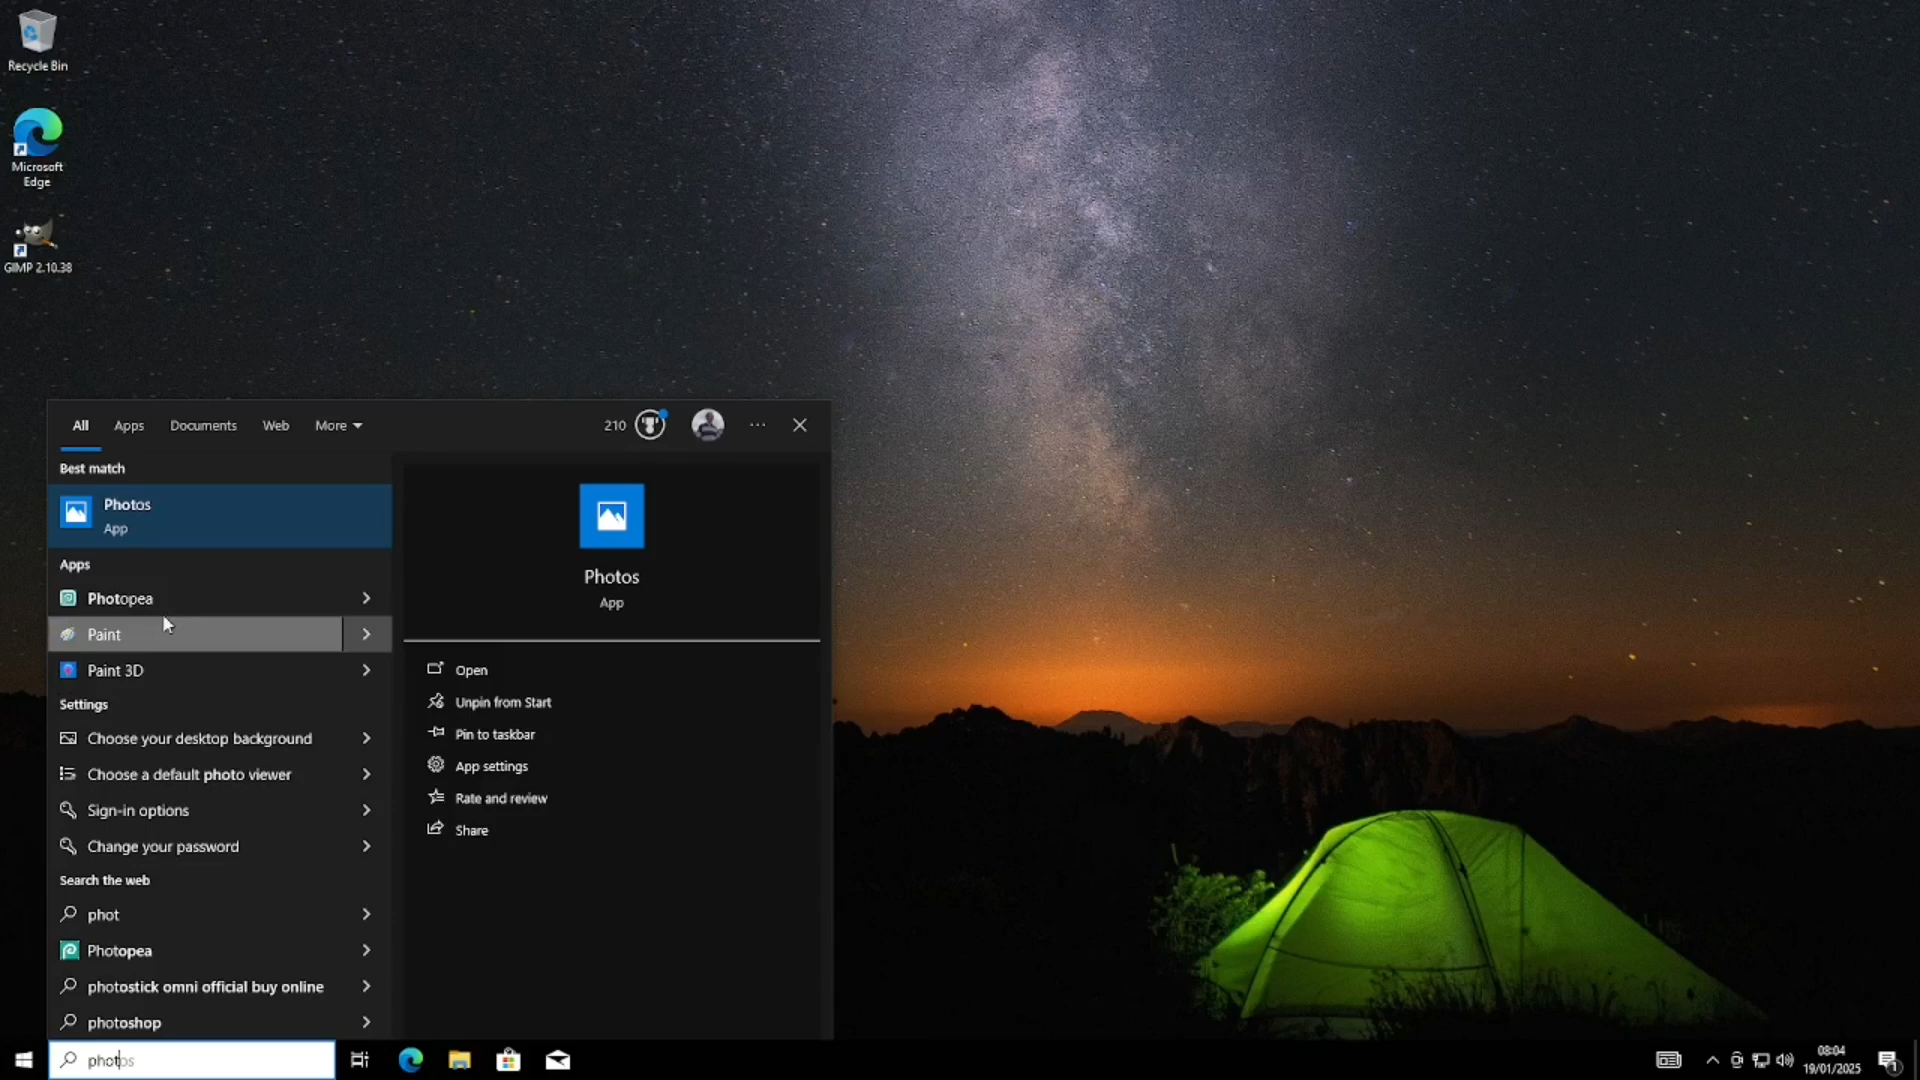 Recycle Bin
Microsoft
Edge
GIMP 2.10.38
All Apps Documents Web More 210
Best match
Photos
App
Apps
Photopea
Paint
Paint 3D
Settings
Choose your desktop background
Choose a default photo viewer
Sign-in options
Change your password
Search the web
phot
Photopea
photostick omni official buy online
photoshop
Photos
App
Open
Unpin from Start
Pin to taskbar
App settings
Rate and review
Share
photos
08:04
19/01/2025
1